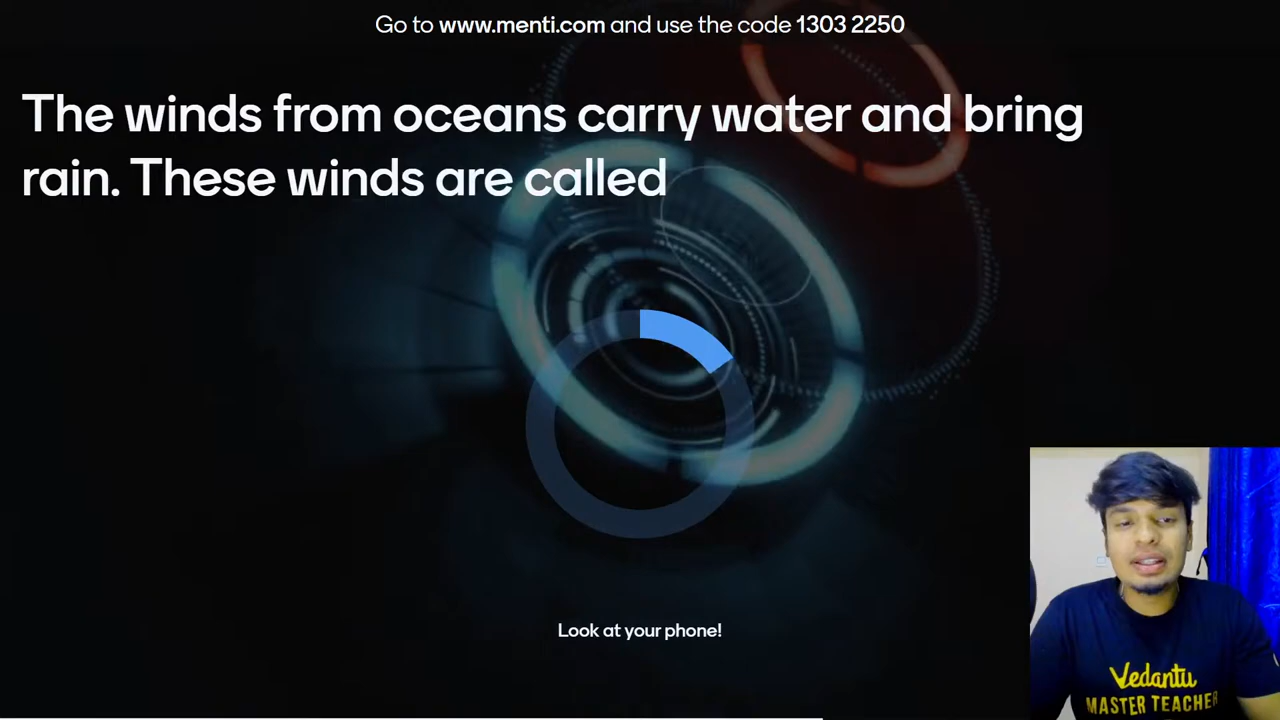 Go to www.menti.com and use the code 1303 2250
The winds from oceans carry water and bring
rain. These winds are called
Look at your phone!
Vedantu
MASTER TEACHER